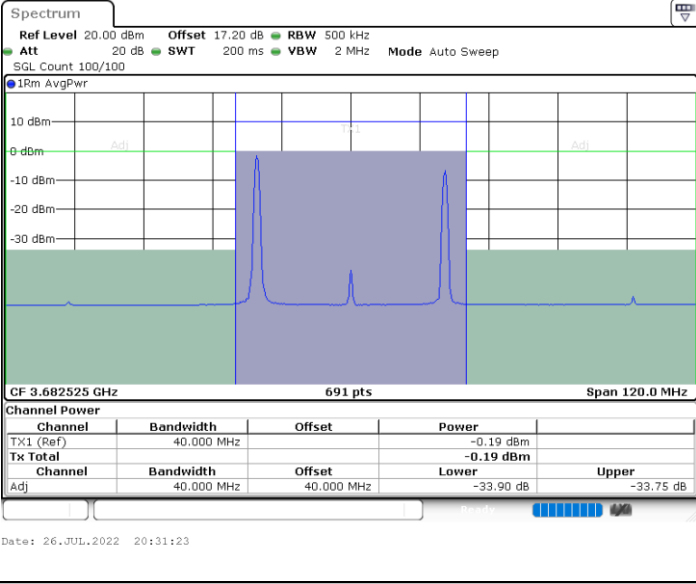 Spectrum
Ref Level 20.00 dBm Offset 17.20 dB RBW 500 kHz
Att 20 dB SWT 200 ms VBW 2 MHz Mode Auto Sweep
SGL Count 100/100
1Rm AvgPwr
10 dBm
TX1
Adj Adj
0 dBm
-10 dBm
-20 dBm
-30 dBm
CF 3.682525 GHz 691 pts Span 120.0 MHz
Channel Power
Channel Bandwidth Offset Power
TX1 (Ref) 40.000 MHz -0.19 dBm
Tx Total -0.19 dBm
Channel Bandwidth Offset Lower Upper
Adj 40.000 MHz 40.000 MHz -33.90 dB -33.75 dB
Ready
Date: 26.JUL.2022 20:31:23